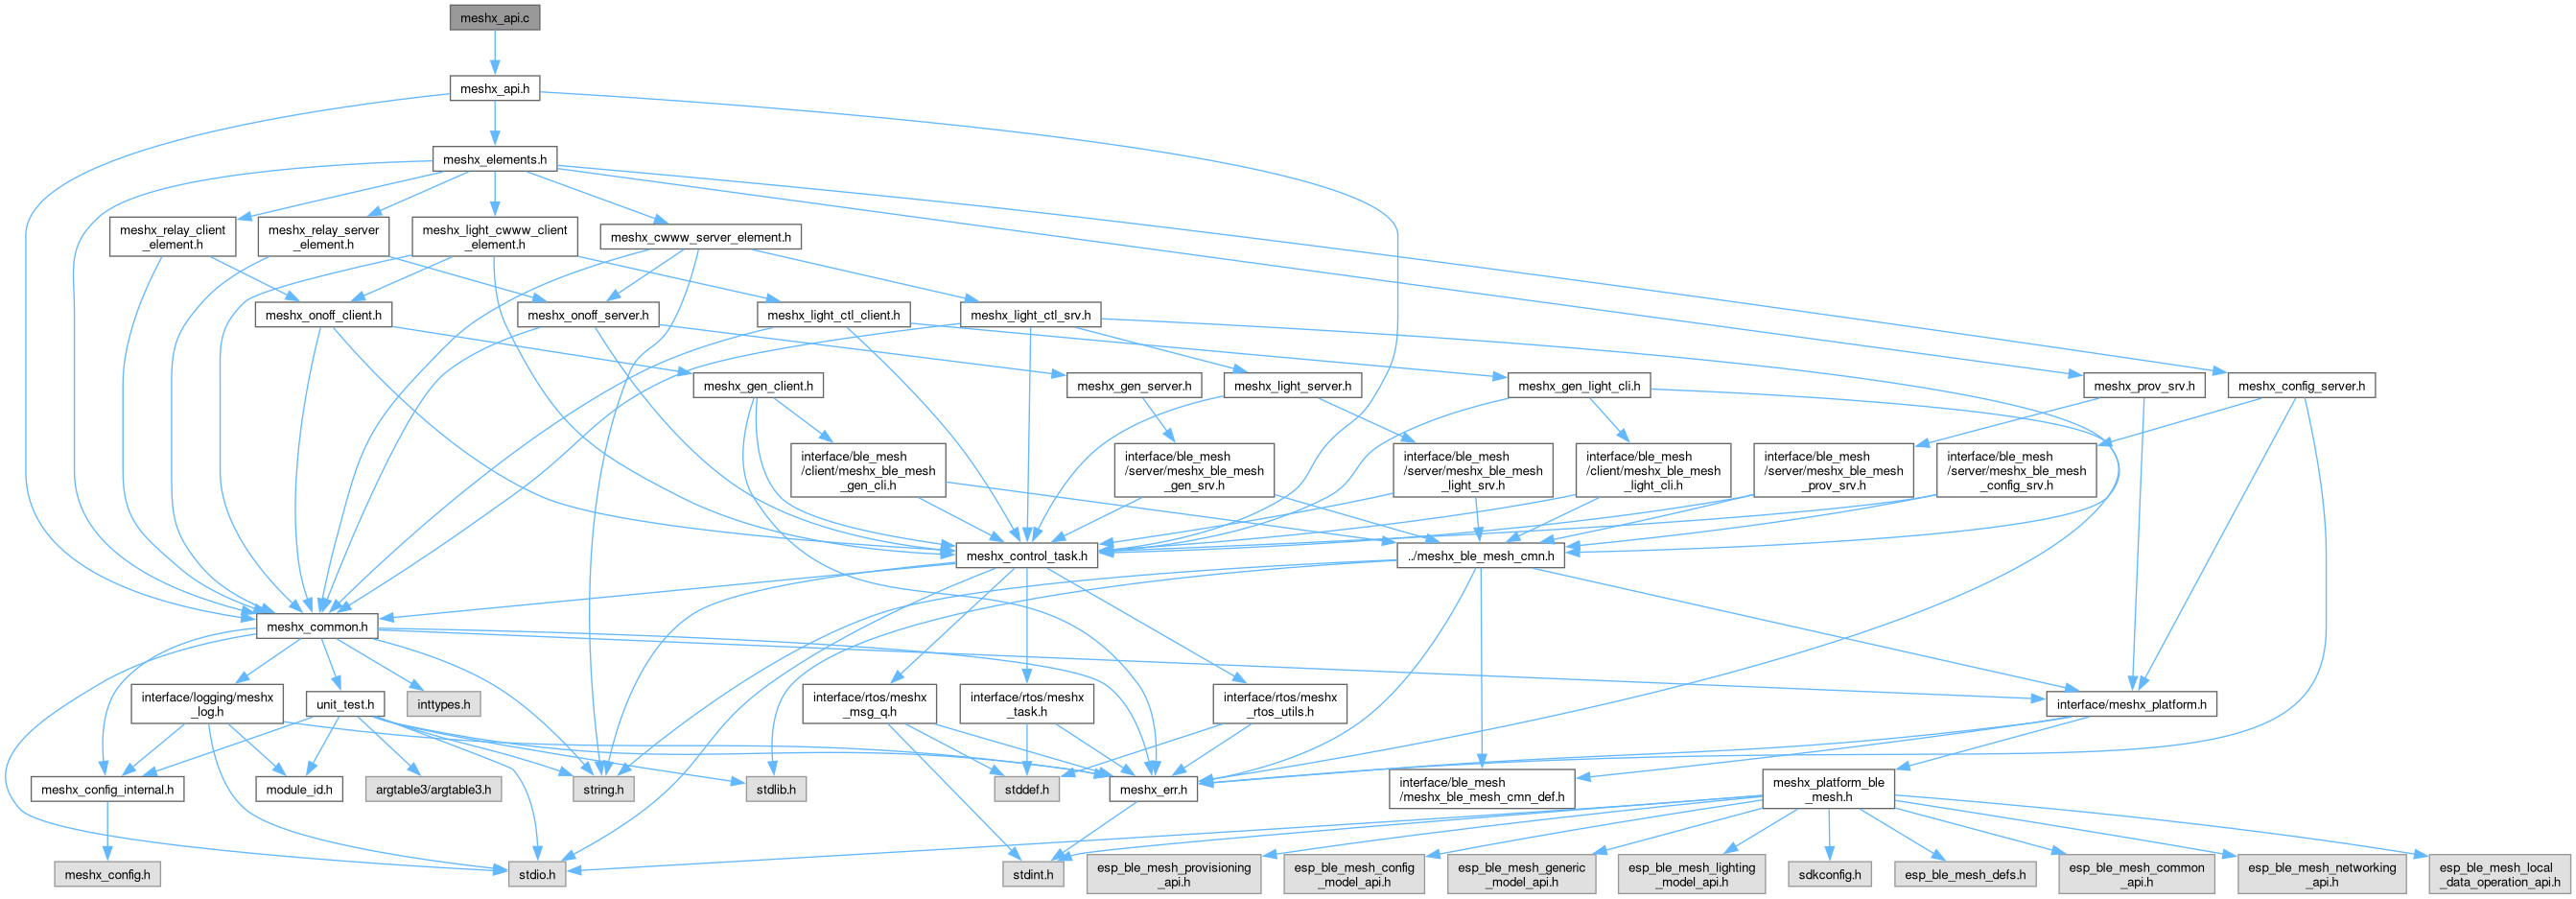 meshx_api.c
meshx_api.h
meshx_elements.h
meshx_relay_client
_element.h
meshx_relay_server
_element.h
meshx_light_cwww_client
_element.h
meshx_cwww_server_element.h
meshx_onoff_client.h
meshx_onoff_server.h
meshx_light_ctl_client.h
meshx_light_ctl_srv.h
meshx_gen_client.h
meshx_gen_server.h
meshx_light_server.h
meshx_gen_light_cli.h
meshx_prov_srv.h
meshx_config_server.h
interface/ble_mesh
/client/meshx_ble_mesh
_gen_cli.h
interface/ble_mesh
/server/meshx_ble_mesh
_gen_srv.h
interface/ble_mesh
/server/meshx_ble_mesh
_light_srv.h
interface/ble_mesh
/client/meshx_ble_mesh
_light_cli.h
interface/ble_mesh
/server/meshx_ble_mesh
_prov_srv.h
interface/ble_mesh
/server/meshx_ble_mesh
_config_srv.h
meshx_control_task.h
../meshx_ble_mesh_cmn.h
meshx_common.h
interface/logging/meshx
_log.h
unit_test.h
inttypes.h
interface/rtos/meshx
_msg_q.h
interface/rtos/meshx
_task.h
interface/rtos/meshx
_rtos_utils.h
interface/meshx_platform.h
meshx_config_internal.h
module_id.h
argtable3/argtable3.h
string.h
stdlib.h
stddef.h
meshx_err.h
interface/ble_mesh
/meshx_ble_mesh_cmn_def.h
meshx_platform_ble
_mesh.h
meshx_config.h
stdio.h
stdint.h
esp_ble_mesh_provisioning
_api.h
esp_ble_mesh_config
_model_api.h
esp_ble_mesh_generic
_model_api.h
esp_ble_mesh_lighting
_model_api.h
sdkconfig.h
esp_ble_mesh_defs.h
esp_ble_mesh_common
_api.h
esp_ble_mesh_networking
_api.h
esp_ble_mesh_local
_data_operation_api.h